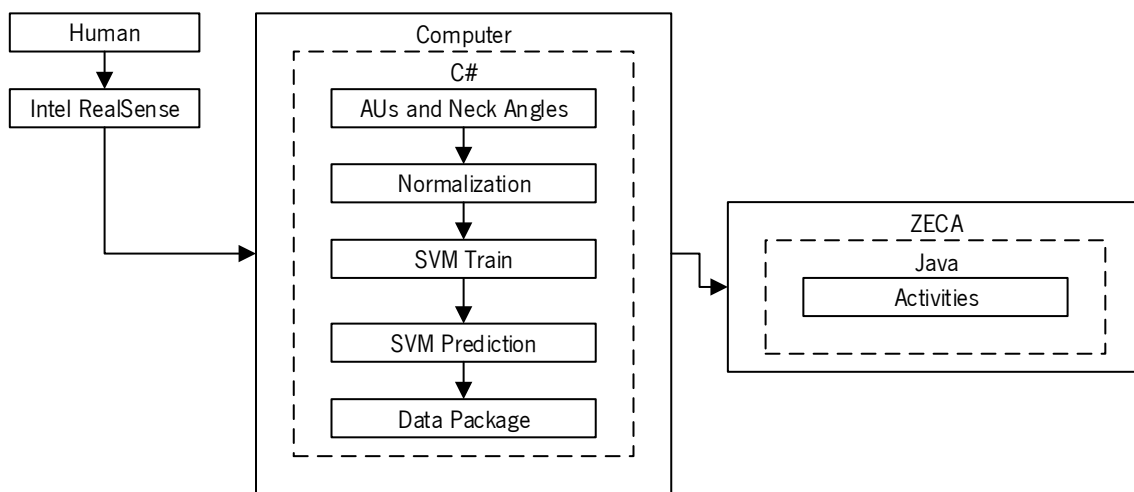 Human
Intel RealSense
Computer
C#
AUs and Neck Angles
Normalization
SVM Train
SVM Prediction
Data Package
ZECA
Java
Activities